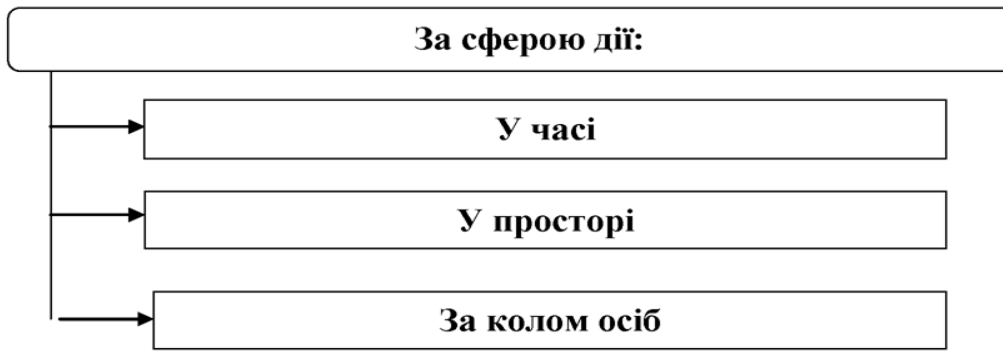 За сферою дії:
У часі
У просторі
За колом осіб